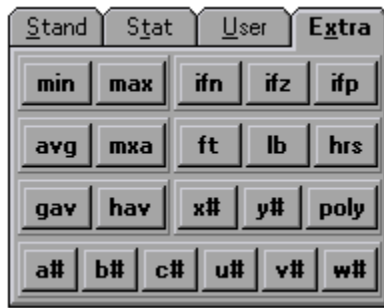 Stand Stat User Extra
min max ifn ifz ifp
avg mxa ft lb hrs
gav hav x# y# poly
a# b# c# u# v# w#